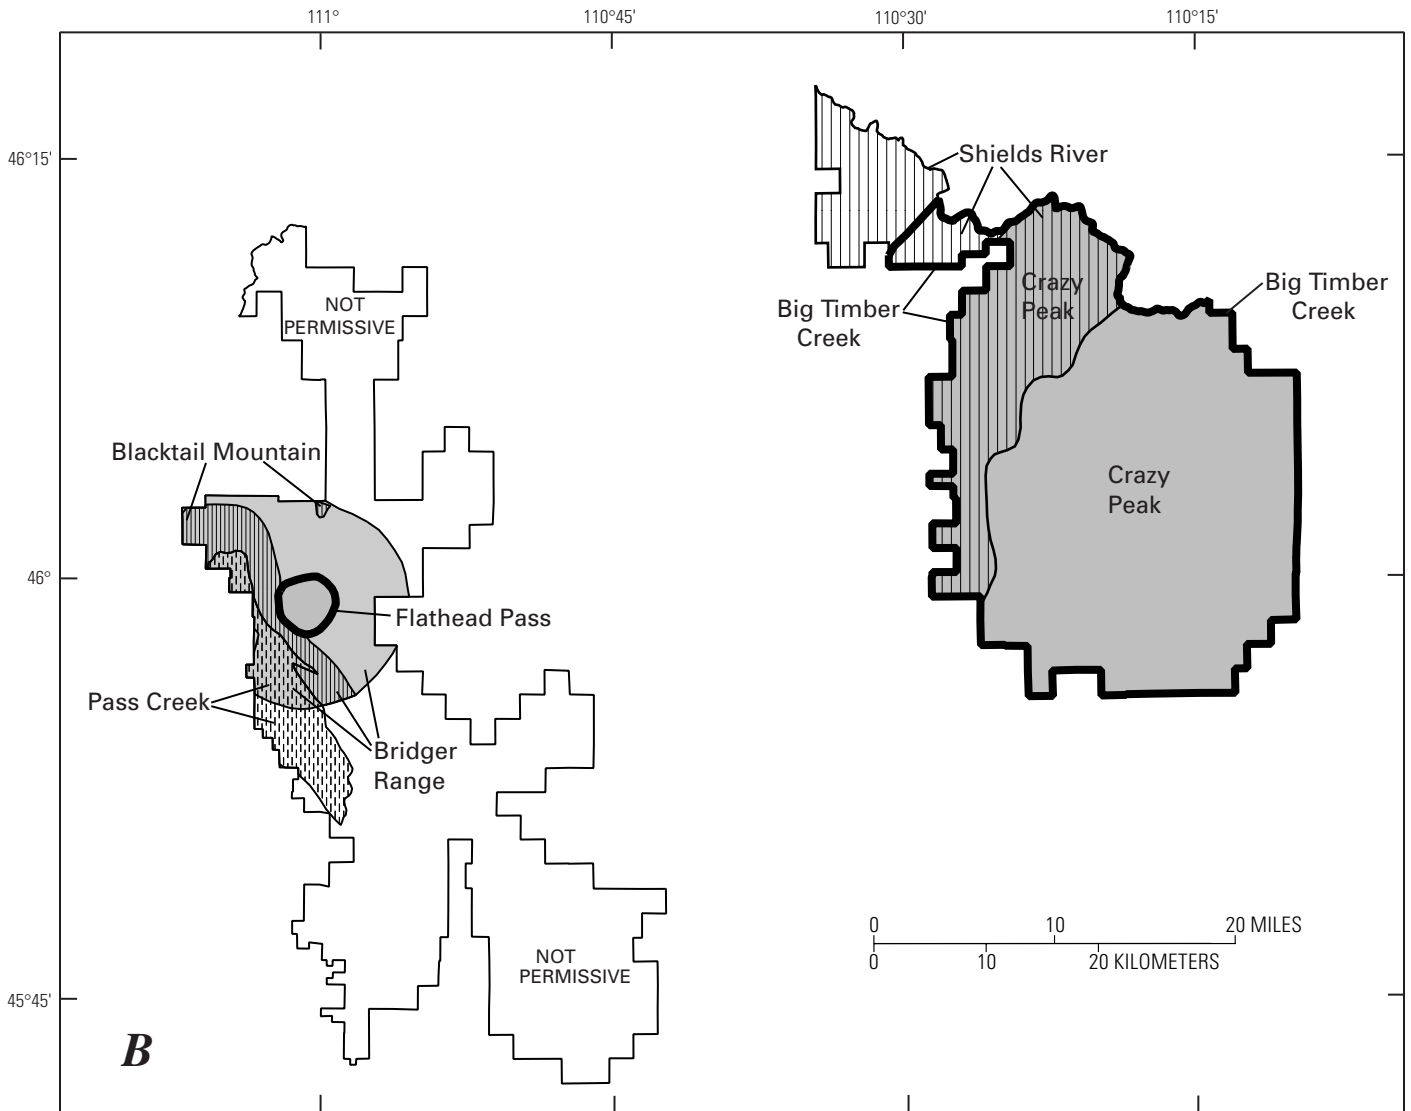 111°
110°45'
110°30'
110°15'
46°15'
Shields River
NOT
PERMISSIVE
Crazy
Peak
Big Timber
Creek
Big Timber
Creek
Blacktail Mountain
Crazy
Peak
46°
Flathead Pass
Pass Creek
Bridger
Range
0 10 20 MILES
0 10 20 KILOMETERS
NOT
PERMISSIVE
45°45'
B